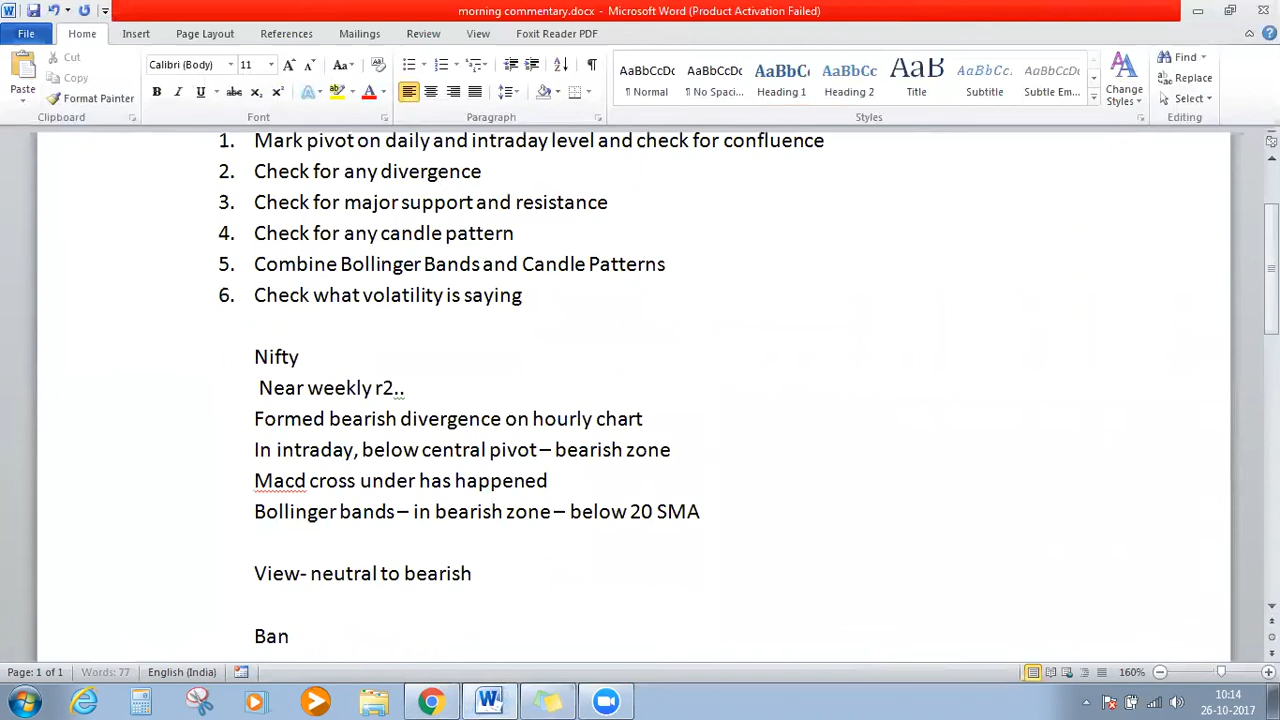 morning commentary.docx - Microsoft Word (Product Activation Failed)
File Home Insert Page Layout References Mailings Review View Foxit Reader PDF
Cut
Copy
Format Painter
Paste
Clipboard
Calibri (Body) 11
Font
Paragraph
AaBbCcDc AaBbCcDc AaBbC AaBbCc AaB AaBbCcL AaBbCcDc
¶ Normal ¶ No Spaci... Heading 1 Heading 2 Title Subtitle Subtle Em...
Styles
Change Styles
Find
Replace
Select
Editing
1. Mark pivot on daily and intraday level and check for confluence
2. Check for any divergence
3. Check for major support and resistance
4. Check for any candle pattern
5. Combine Bollinger Bands and Candle Patterns
6. Check what volatility is saying
Nifty
Near weekly r2..
Formed bearish divergence on hourly chart
In intraday, below central pivot – bearish zone
Macd cross under has happened
Bollinger bands – in bearish zone – below 20 SMA
View- neutral to bearish
Ban
Page: 1 of 1 Words: 77 English (India) 160%
10:14
26-10-2017